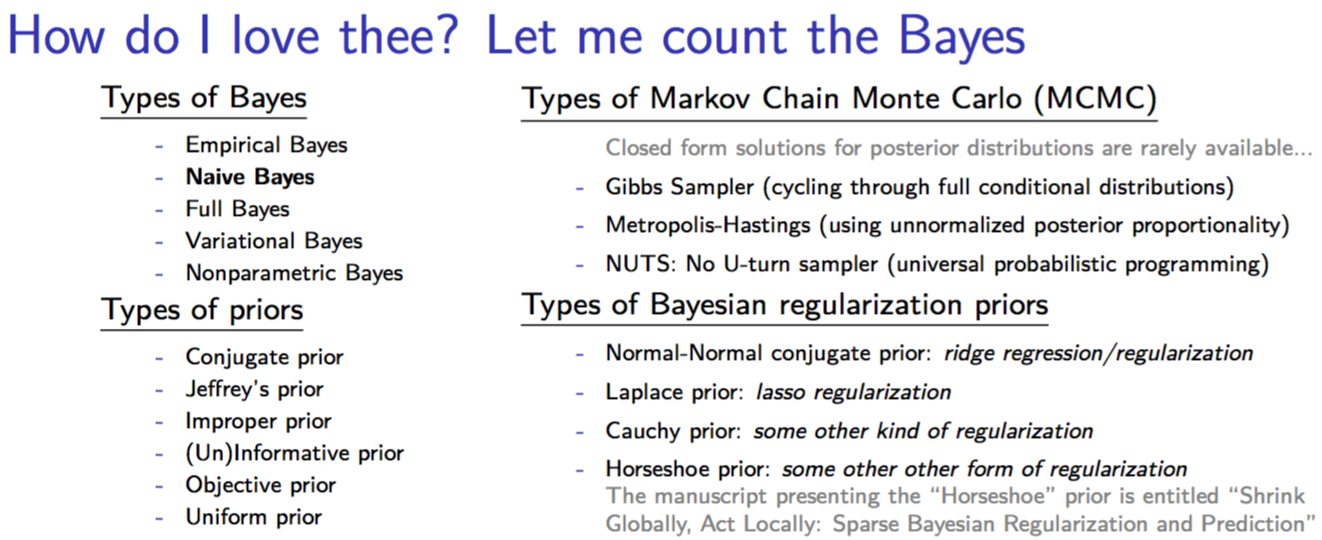 How do I love thee? Let me count the Bayes
Types of Bayes
- Empirical Bayes
- Naive Bayes
- Full Bayes
- Variational Bayes
- Nonparametric Bayes
Types of priors
- Conjugate prior
- Jeffrey's prior
- Improper prior
- (Un)Informative prior
- Objective prior
- Uniform prior
Types of Markov Chain Monte Carlo (MCMC)
Closed form solutions for posterior distributions are rarely available...
- Gibbs Sampler (cycling through full conditional distributions)
- Metropolis-Hastings (using unnormalized posterior proportionality)
- NUTS: No U-turn sampler (universal probabilistic programming)
Types of Bayesian regularization priors
- Normal-Normal conjugate prior: ridge regression/regularization
- Laplace prior: lasso regularization
- Cauchy prior: some other kind of regularization
- Horseshoe prior: some other other form of regularization
The manuscript presenting the “Horseshoe” prior is entitled “Shrink
Globally, Act Locally: Sparse Bayesian Regularization and Prediction”